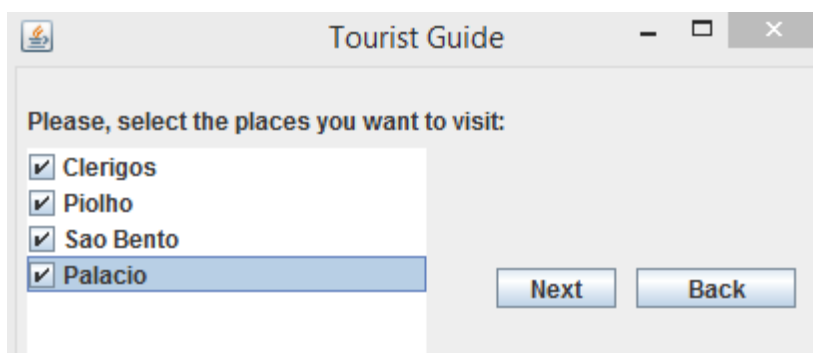 Tourist Guide
Please, select the places you want to visit:
Clerigos
Piolho
Sao Bento
Palacio
Next Back